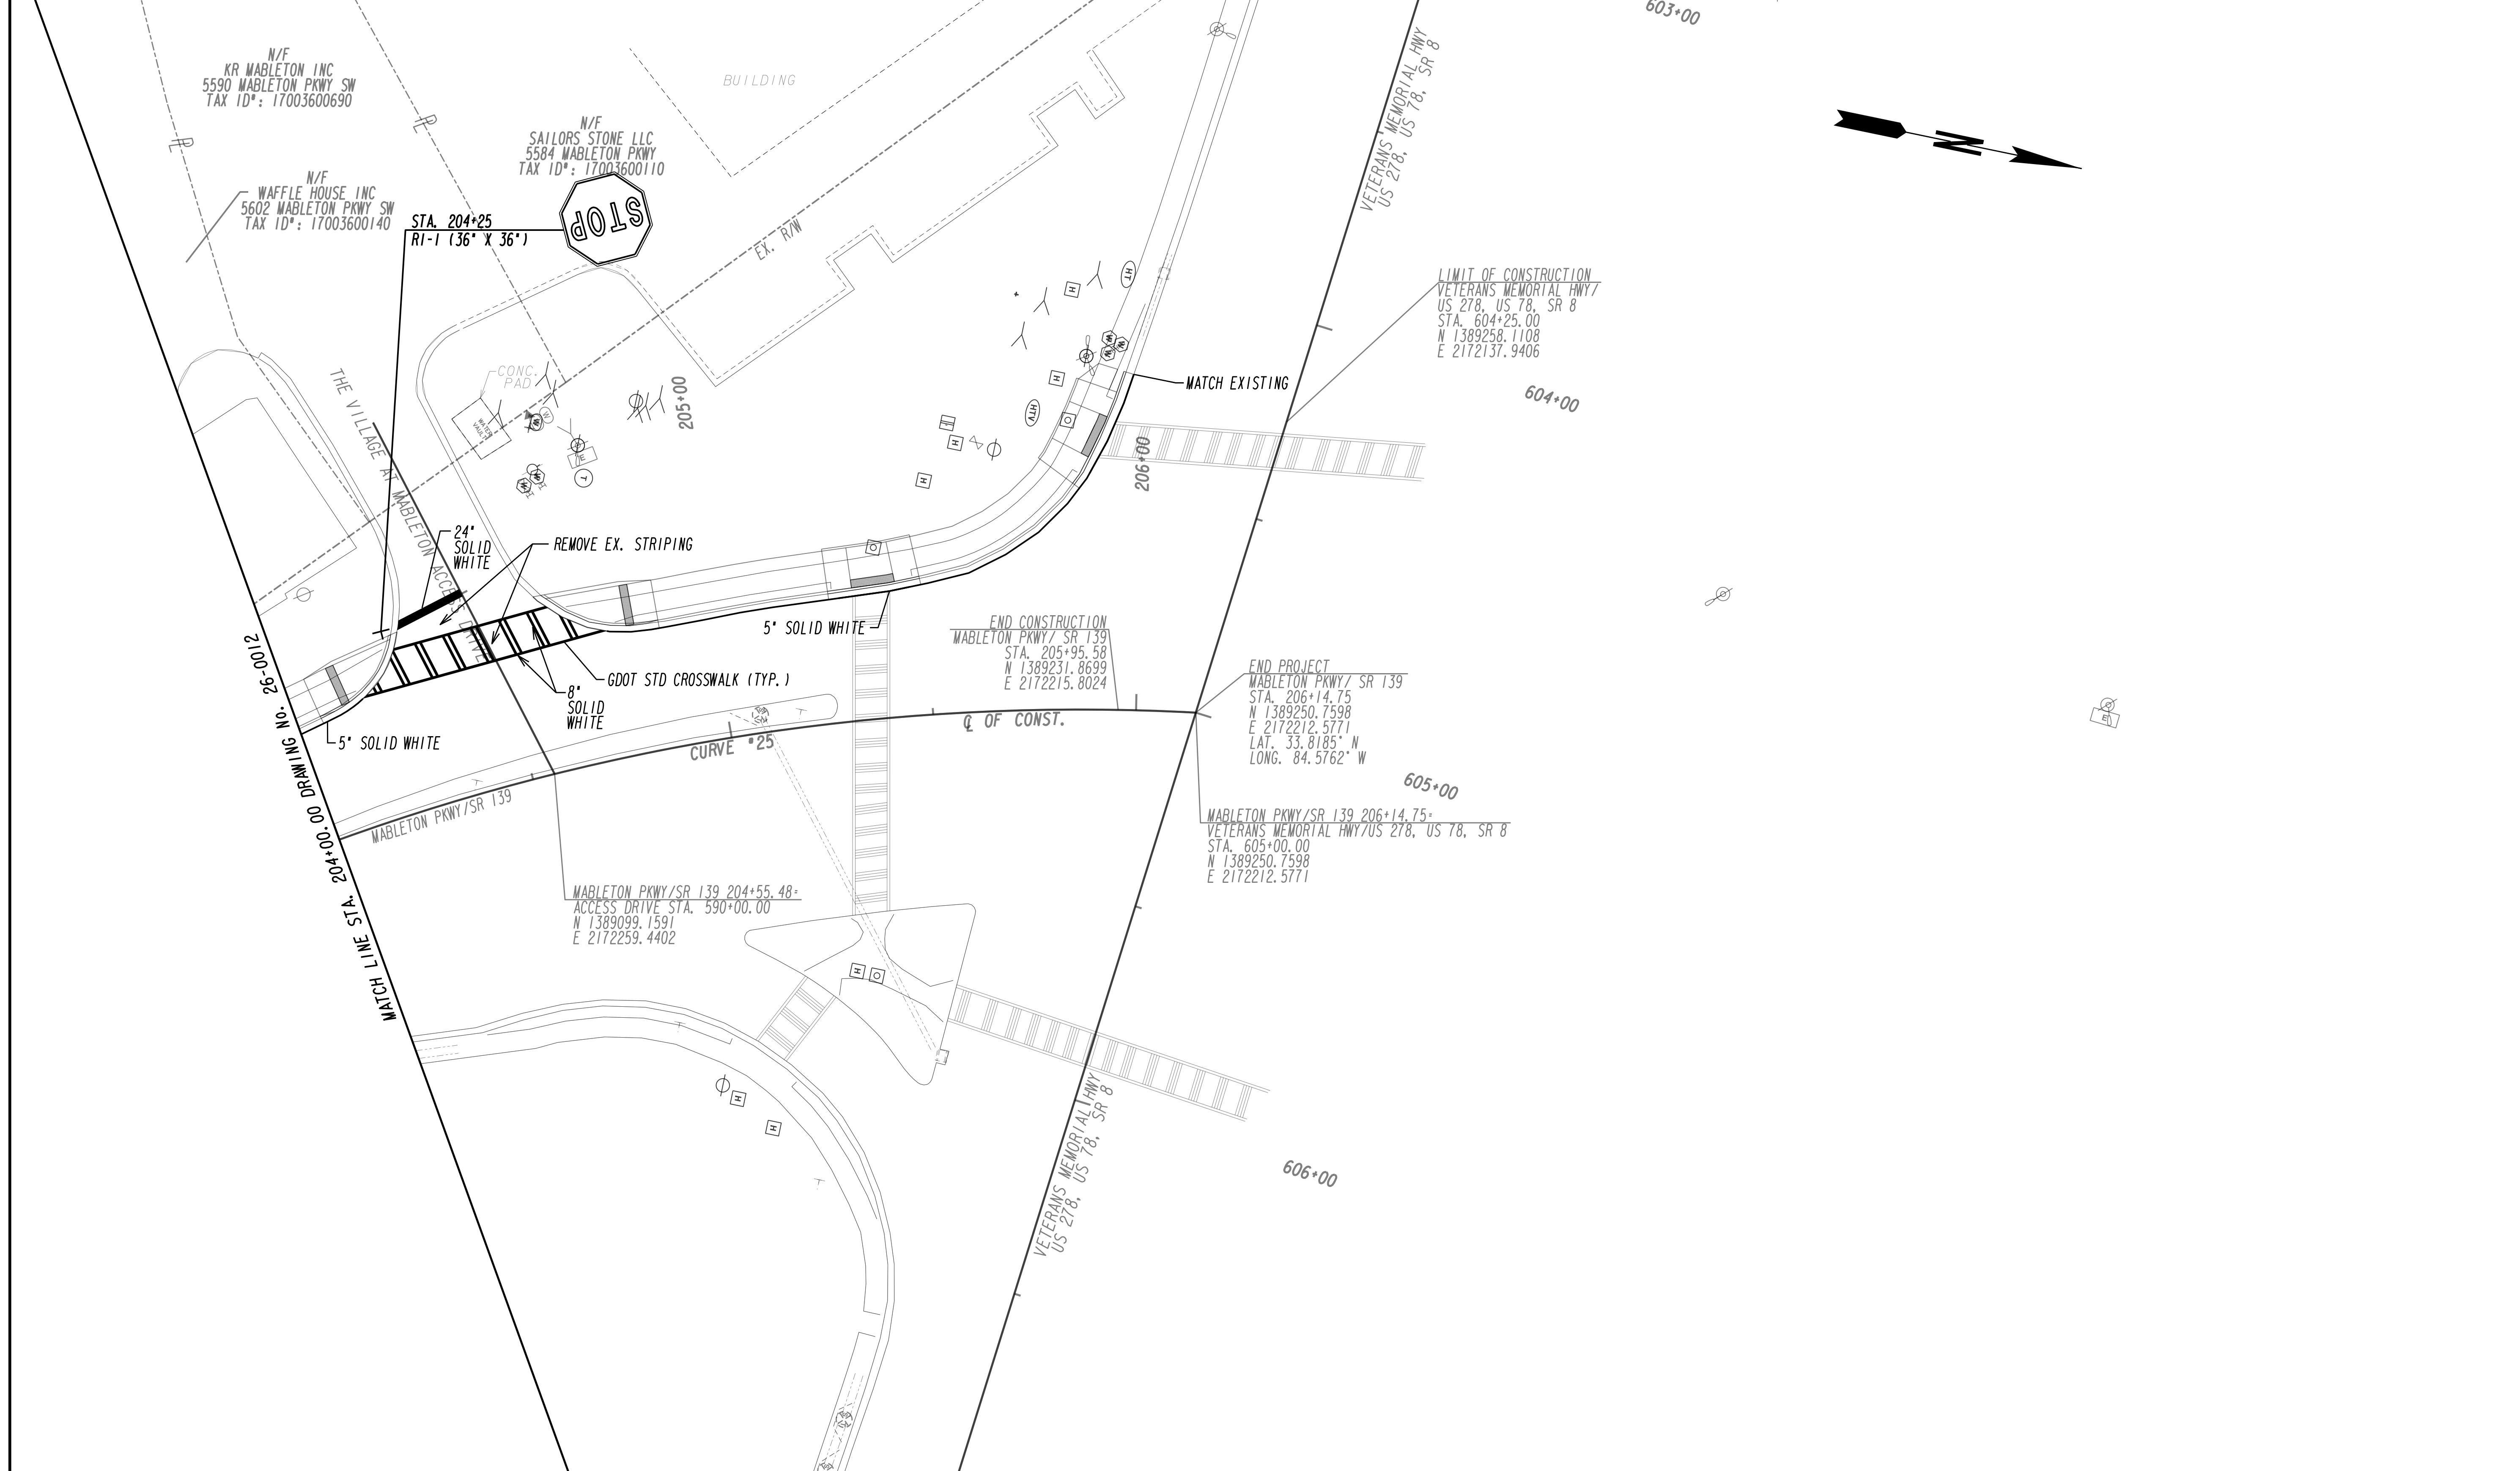 603+00
N/F
KR MABLETON INC
5590 MABLETON PKWY SW
TAX ID#: 17003600690
BUILDING
VETERANS MEMORIAL HWY
US 278, US 78, SR 8
N
N/F
SAILORS STONE LLC
5584 MABLETON PKWY
TAX ID#: 17003600110
N/F
WAFFLE HOUSE INC
5602 MABLETON PKWY SW
TAX ID#: 17003600140
STOP
STA. 204+25
R1-1 (36" X 36")
EX. R/W
LIMIT OF CONSTRUCTION
VETERANS MEMORIAL HWY/
US 278, US 78, SR 8
STA. 604+25.00
N 1389258.1108
E 2172137.9406
604+00
MATCH EXISTING
HT
HTV
CONC.
PAD
WATER
VAULT
205+00
206+00
THE VILLAGE AT MABLETON ACCESS DRIVE
24"
SOLID
WHITE
REMOVE EX. STRIPING
5" SOLID WHITE
GDOT STD CROSSWALK (TYP.)
8"
SOLID
WHITE
5" SOLID WHITE
END CONSTRUCTION
MABLETON PKWY/ SR 139
STA. 205+95.58
N 1389231.8699
E 2172215.8024
END PROJECT
MABLETON PKWY/ SR 139
STA. 206+14.75
N 1389250.7598
E 2172212.5771
LAT. 33.8185° N
LONG. 84.5762° W
605+00
℄ OF CONST.
CURVE #25
MABLETON PKWY/SR 139
MATCH LINE STA. 204+00.00 DRAWING No. 26-0012
MABLETON PKWY/SR 139 206+14.75=
VETERANS MEMORIAL HWY/US 278, US 78, SR 8
STA. 605+00.00
N 1389250.7598
E 2172212.5771
MABLETON PKWY/SR 139 204+55.48=
ACCESS DRIVE STA. 590+00.00
N 1389099.1591
E 2172259.4402
VETERANS MEMORIAL HWY
US 278, US 78, SR 8
606+00